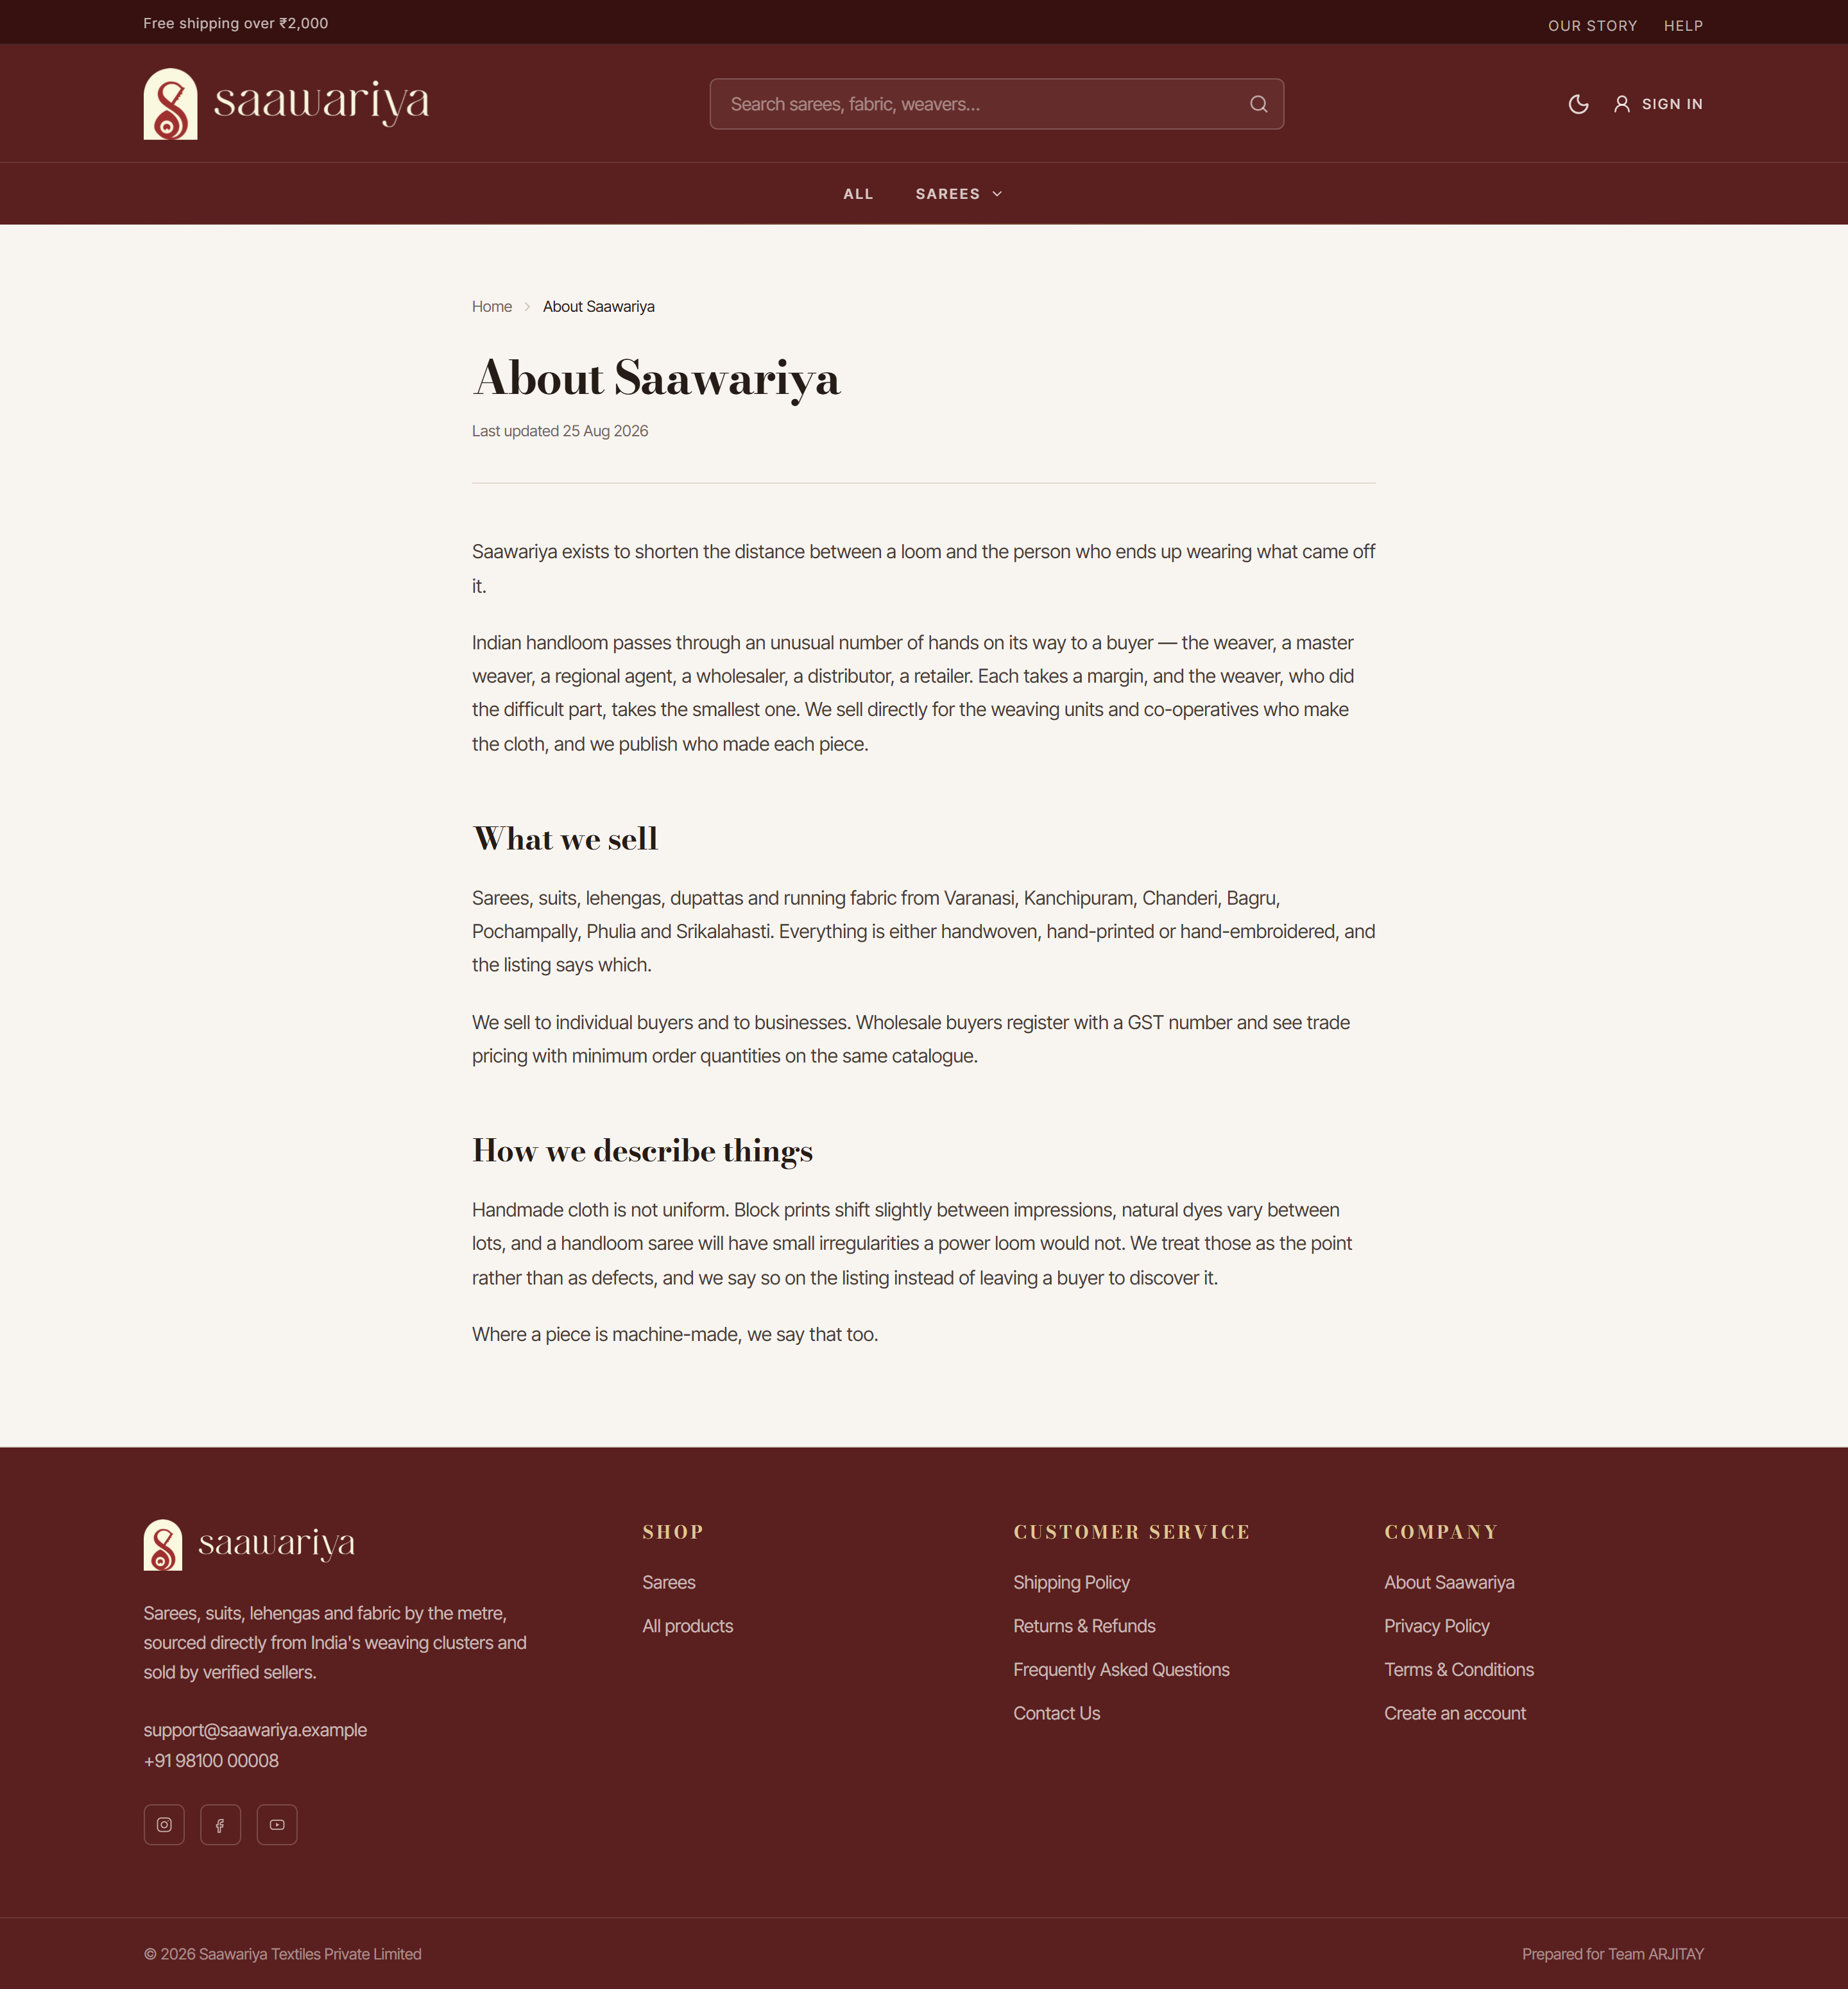 Free shipping over ₹2,000
OUR STORY HELP
saawariya
Search sarees, fabric, weavers...
SIGN IN
ALL SAREES
Home > About Saawariya
About Saawariya
Last updated 25 Aug 2026
Saawariya exists to shorten the distance between a loom and the person who ends up wearing what came off
it.
Indian handloom passes through an unusual number of hands on its way to a buyer — the weaver, a master
weaver, a regional agent, a wholesaler, a distributor, a retailer. Each takes a margin, and the weaver, who did
the difficult part, takes the smallest one. We sell directly for the weaving units and co-operatives who make
the cloth, and we publish who made each piece.
What we sell
Sarees, suits, lehengas, dupattas and running fabric from Varanasi, Kanchipuram, Chanderi, Bagru,
Pochampally, Phulia and Srikalahasti. Everything is either handwoven, hand-printed or hand-embroidered, and
the listing says which.
We sell to individual buyers and to businesses. Wholesale buyers register with a GST number and see trade
pricing with minimum order quantities on the same catalogue.
How we describe things
Handmade cloth is not uniform. Block prints shift slightly between impressions, natural dyes vary between
lots, and a handloom saree will have small irregularities a power loom would not. We treat those as the point
rather than as defects, and we say so on the listing instead of leaving a buyer to discover it.
Where a piece is machine-made, we say that too.
saawariya
Sarees, suits, lehengas and fabric by the metre,
sourced directly from India's weaving clusters and
sold by verified sellers.
support@saawariya.example
+91 98100 00008
SHOP
Sarees
All products
CUSTOMER SERVICE
Shipping Policy
Returns & Refunds
Frequently Asked Questions
Contact Us
COMPANY
About Saawariya
Privacy Policy
Terms & Conditions
Create an account
© 2026 Saawariya Textiles Private Limited
Prepared for Team ARJITAY